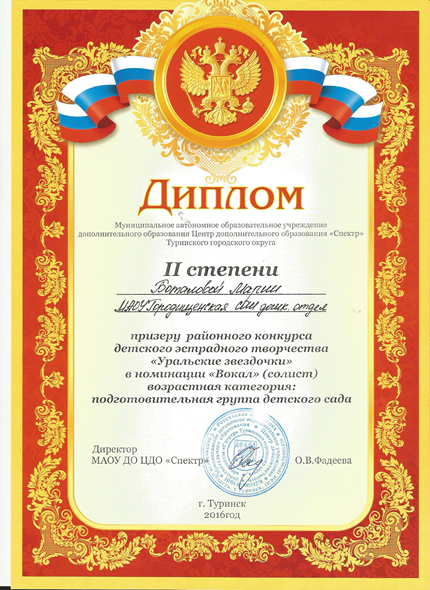 Диплом
Муниципальное автономное образовательное учреждение
дополнительного образования Центр дополнительного образования «Спектр»
Туринского городского округа
II степени
Марии
МАОУ Городищенская сош дошк. отдел
призеру районного конкурса
детского эстрадного творчества
«Уральские звездочки»
в номинации «Вокал» (солист)
возрастная категория:
подготовительная группа детского сада
Директор
МАОУ ДО ЦДО «Спектр»
О.В.Фадеева
г. Туринск
2016год